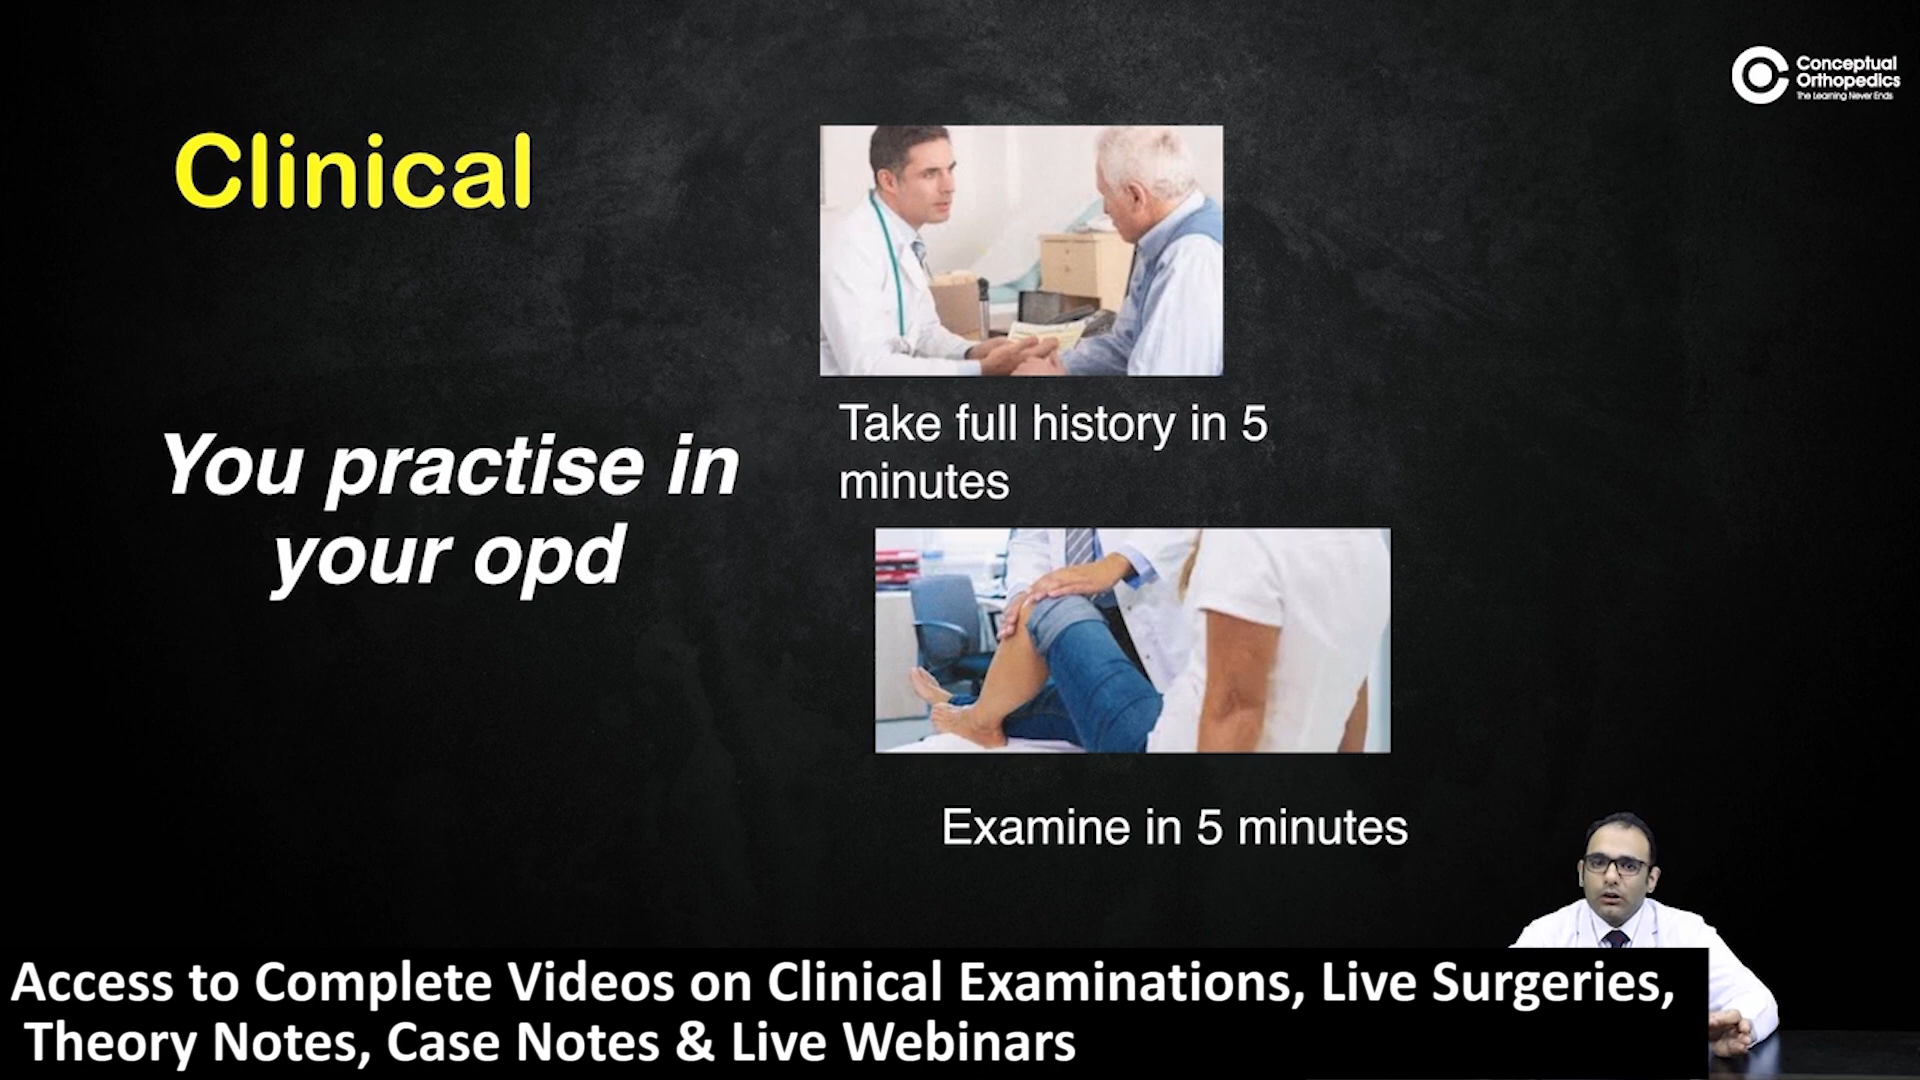 Conceptual
Orthopedics
The Learning Never Ends
Clinical
You practise in
your opd
Take full history in 5
minutes
Examine in 5 minutes
Access to Complete Videos on Clinical Examinations, Live Surgeries,
Theory Notes, Case Notes & Live Webinars